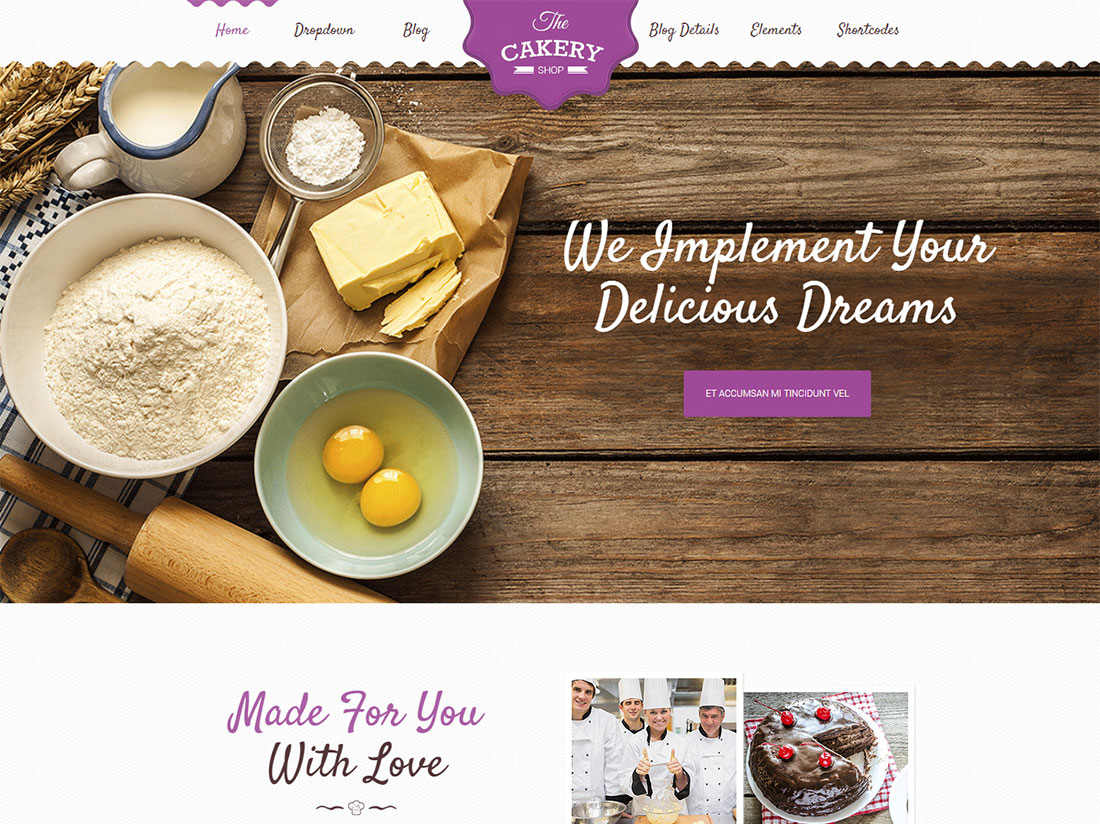 Home
Dropdown
Blog
The
CAKERY
SHOP
Blog Details
Elements
Shortcodes
We Implement Your
Delicious Dreams
ET ACCUMSAN MI TINCIDUNT VEL
Made For You
With Love